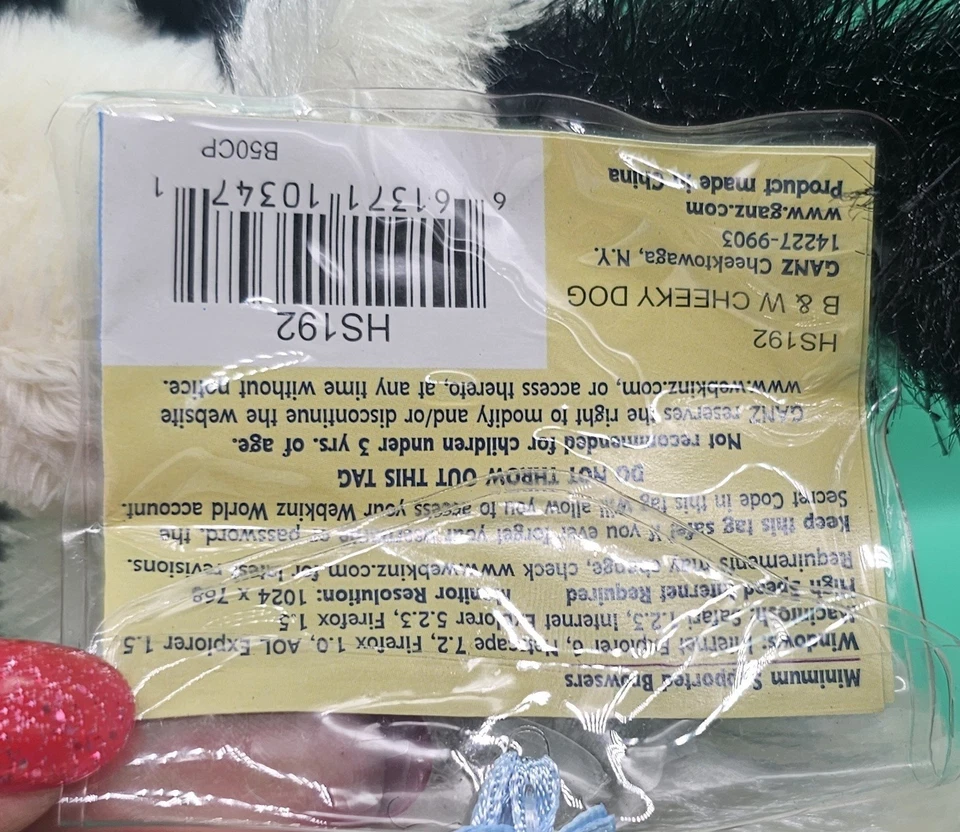 Minimum Supported Browsers
Windows: Internet Explorer 6, Netscape 7.2, Firefox 1.0, AOL Explorer 1.5
Macintosh: Safari 1.2.3, Internet Explorer 5.2.3, Firefox 1.5
High Speed Internet Required Monitor Resolution: 1024 x 768
Requirements may change, check www.webkinz.com for latest revisions.
Keep this tag safe! If you ever forget your username or password, the
Secret Code in this tag will allow you to access your Webkinz World account.
DO NOT THROW OUT THIS TAG
Not recommended for children under 3 yrs. of age.
GANZ reserves the right to modify and/or discontinue the website
www.webkinz.com, or access thereto, at any time without notice.
HS192
B & W CHEEKY DOG
GANZ Cheektowaga, N.Y.
14227-9903
www.ganz.com
Product made in China
HS192
6 61371 10347 1
B50CP